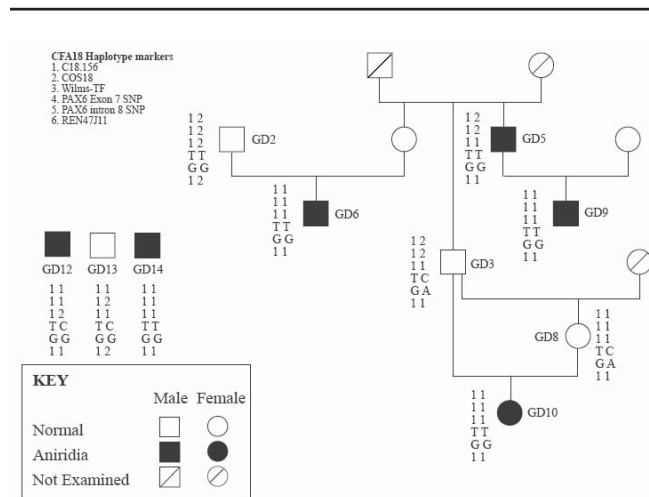 CFA18 Haplotype markers
1. C18.156
2. COS18
3. Wilms-TF
4. PAX6 Exon 7 SNP
5. PAX6 intron 8 SNP
6. REN47J11
1 2
1 2
1 2
T T
G G
1 2
GD2
1 2
1 2
1 1
T T
G G
1 1
GD5
1 1
1 1
1 1
T T
G G
1 1
GD6
1 1
1 1
1 1
T T
G G
1 1
GD9
GD12
GD13
GD14
1 1
1 1
1 2
T C
G G
1 1
1 1
1 2
1 1
T C
G G
1 2
1 1
1 1
1 1
T T
G G
1 1
1 2
1 2
1 1
T C
G A
1 1
GD3
GD8
1 1
1 1
1 1
T C
G A
1 1
1 1
1 1
1 1
T T
G G
1 1
GD10
KEY
Male Female
Normal
Aniridia
Not Examined